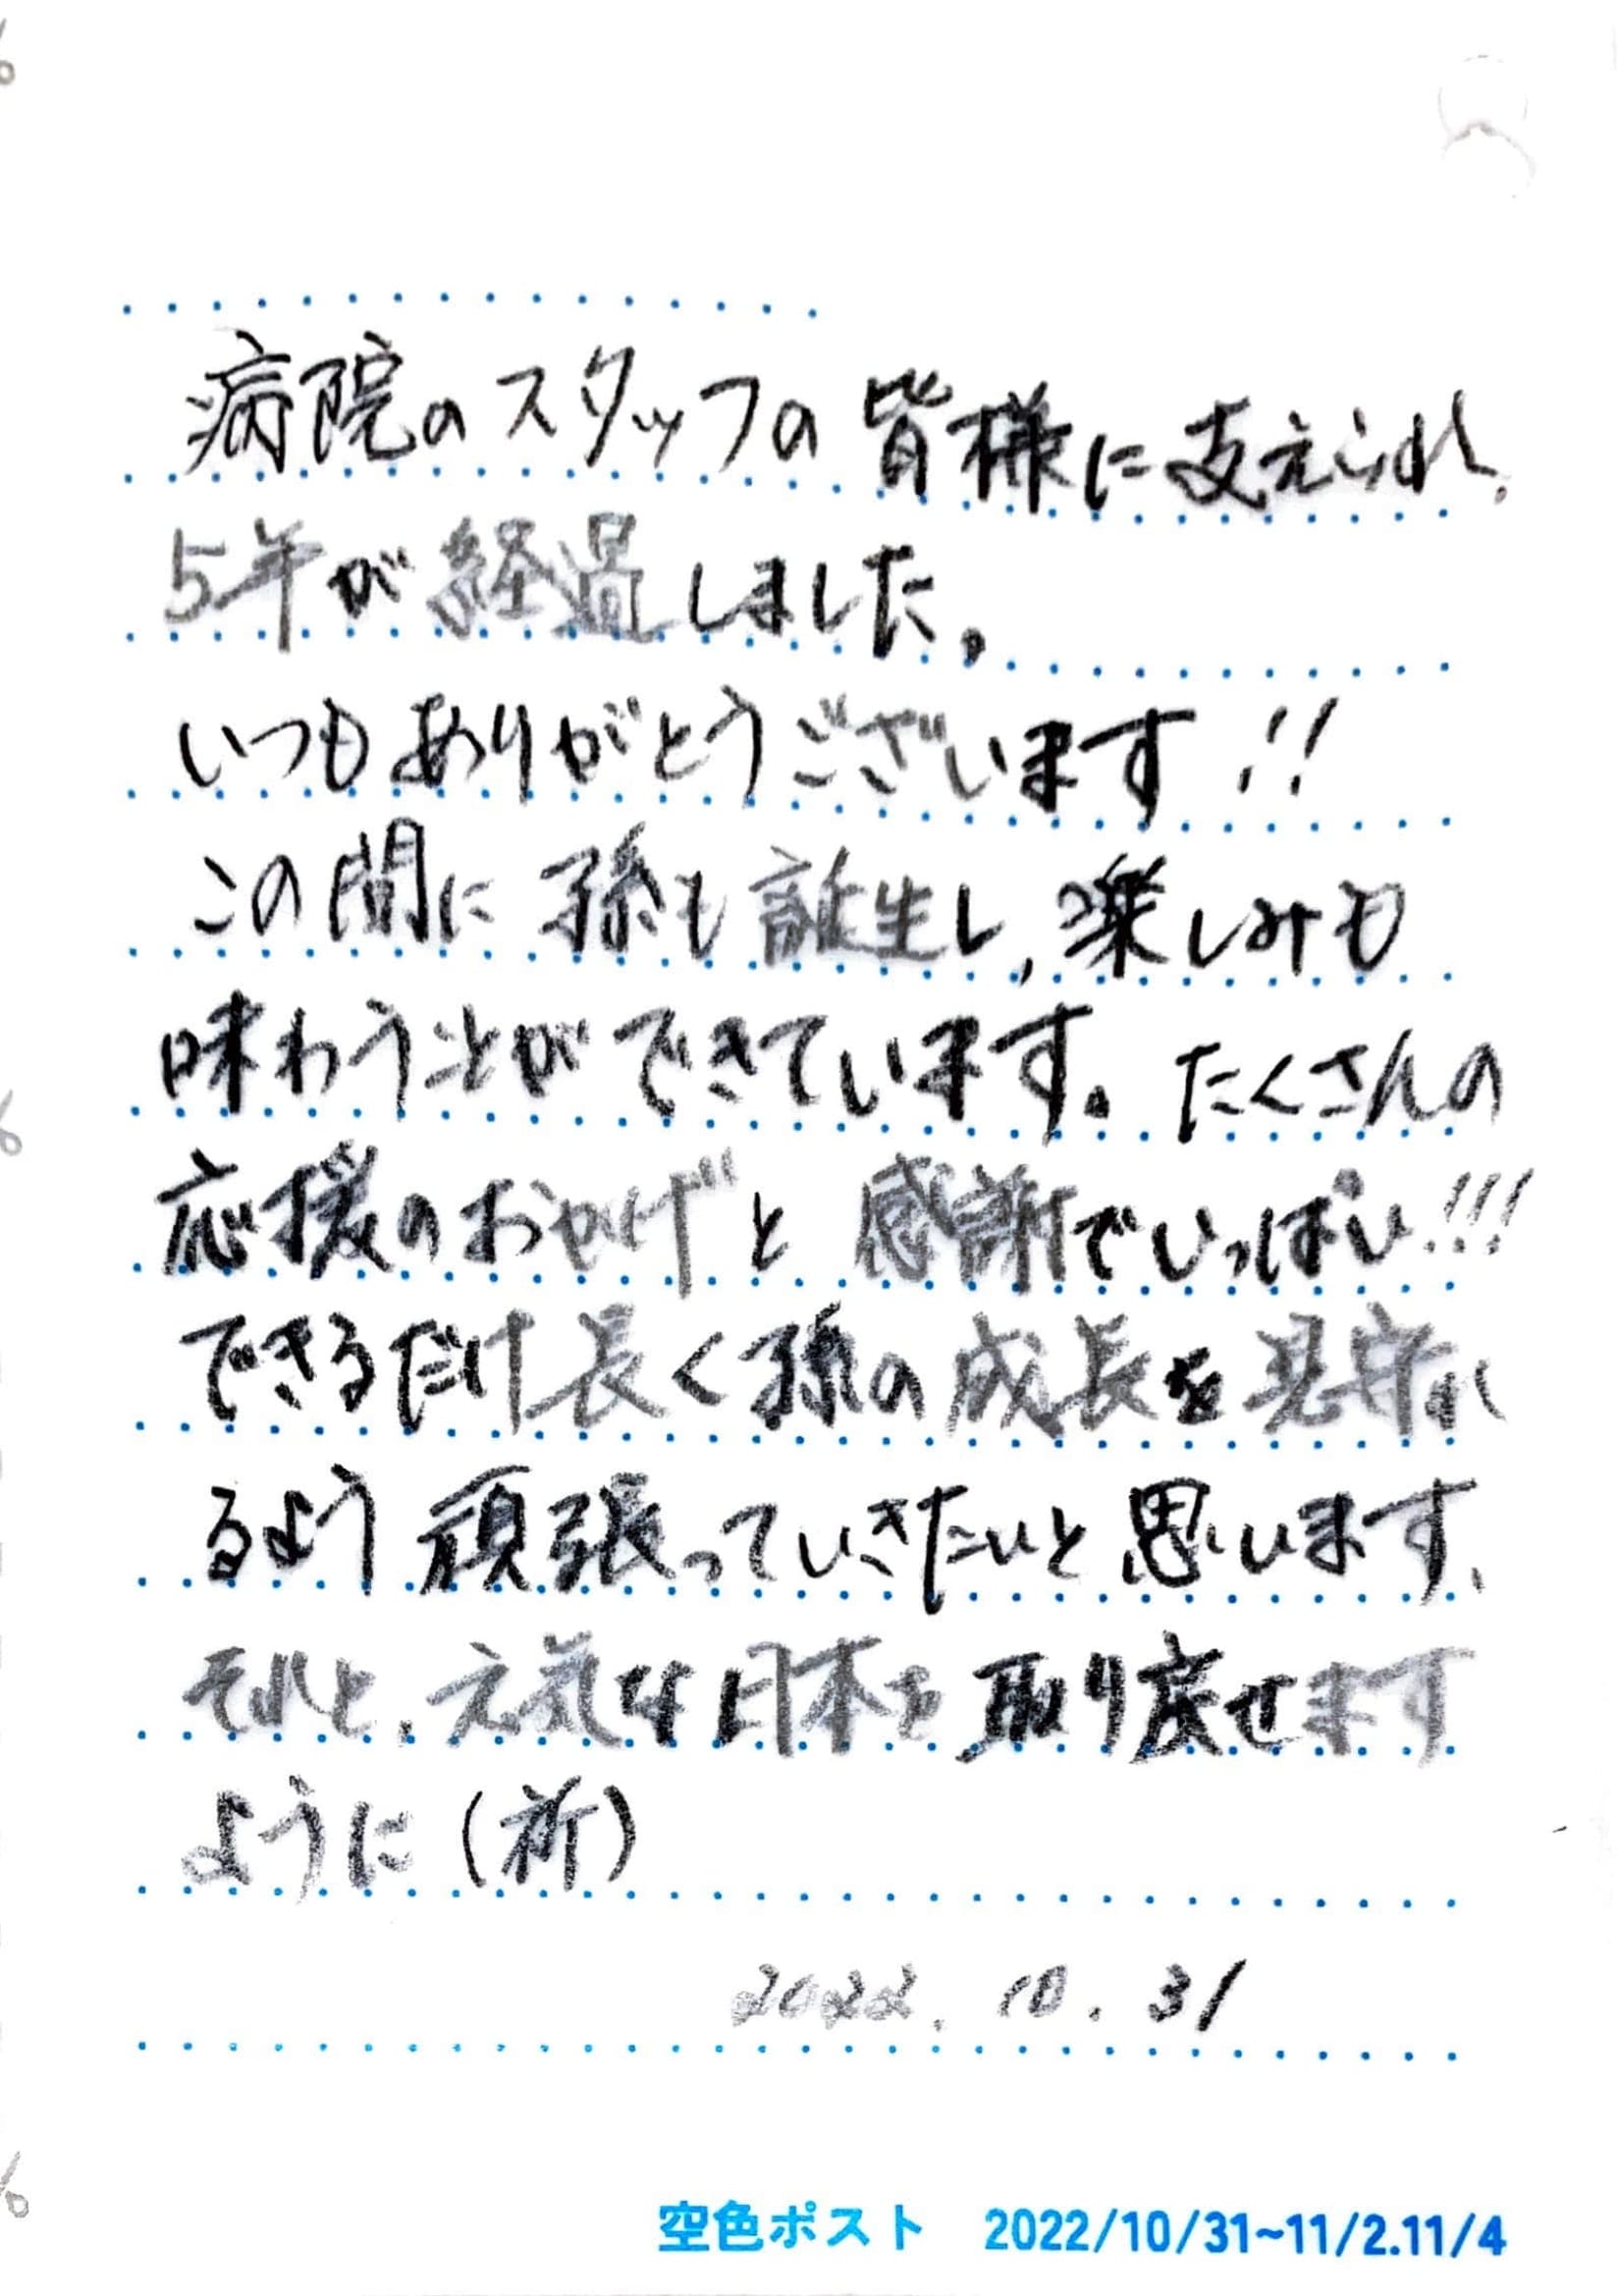 病院のスタッフの皆様に支えられ、
5年が経過しました。
いつもありがとうございます!!
この間に孫も誕生し、楽しみも
味わうことができています。たくさんの
応援のおかげと感謝でいっぱい!!!
できるだけ長く孫の成長を見守れ
るよう頑張っていきたいと思います、
それと、元気な日本を取り戻せます
ように(祈)
2022.10.31
空色ポスト 2022/10/31~11/2.11/4